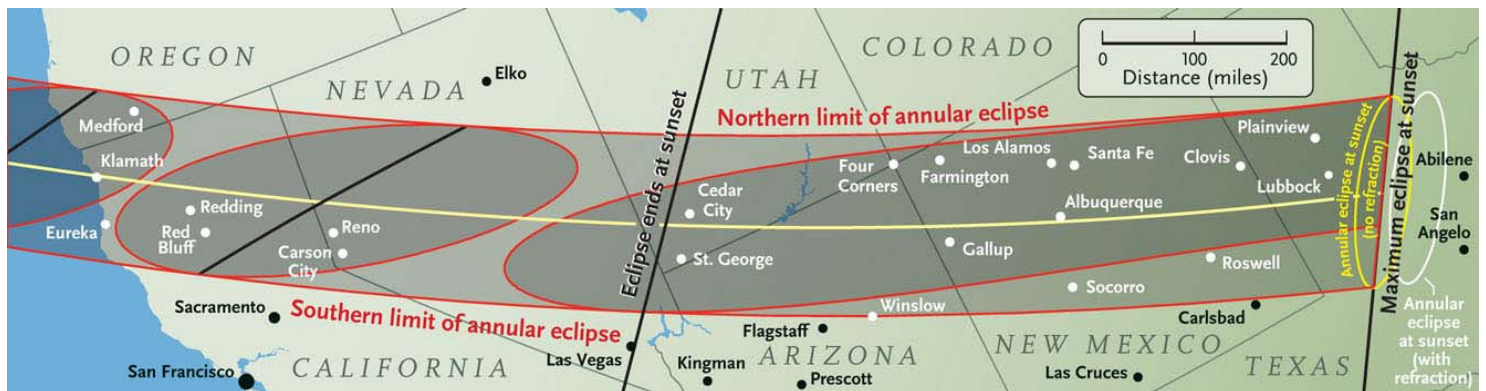 OREGON
NEVADA
UTAH
COLORADO
0 100 200
Distance (miles)
Elko
Medford
Klamath
Eureka
Redding
Red
Bluff
Reno
Carson
City
Sacramento
San Francisco
CALIFORNIA
Southern limit of annular eclipse
Northern limit of annular eclipse
Eclipse ends at sunset
Las Vegas
Cedar
City
St. George
Kingman
Flagstaff
Prescott
ARIZONA
Winslow
Four
Corners
Farmington
Los Alamos
Santa Fe
Albuquerque
Gallup
Socorro
NEW MEXICO
Las Cruces
Clovis
Plainview
Lubbock
Roswell
Carlsbad
TEXAS
Annular eclipse at sunset
(no refraction)
Maximum eclipse at sunset
Abilene
San
Angelo
Annular
eclipse
at sunset
(with
refraction)